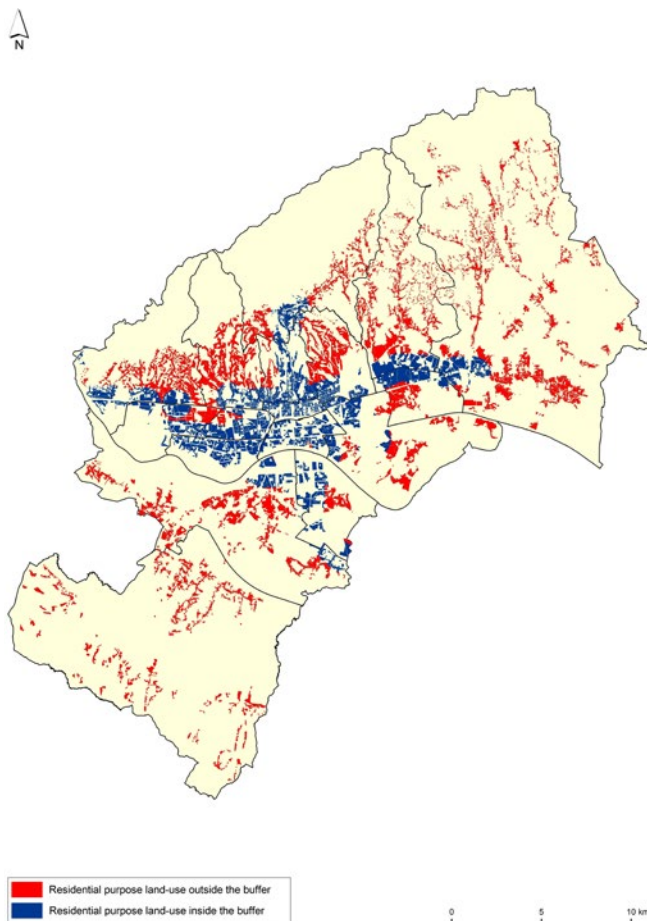 N
Residential purpose land-use outside the buffer
Residential purpose land-use inside the buffer
0 5 10 km